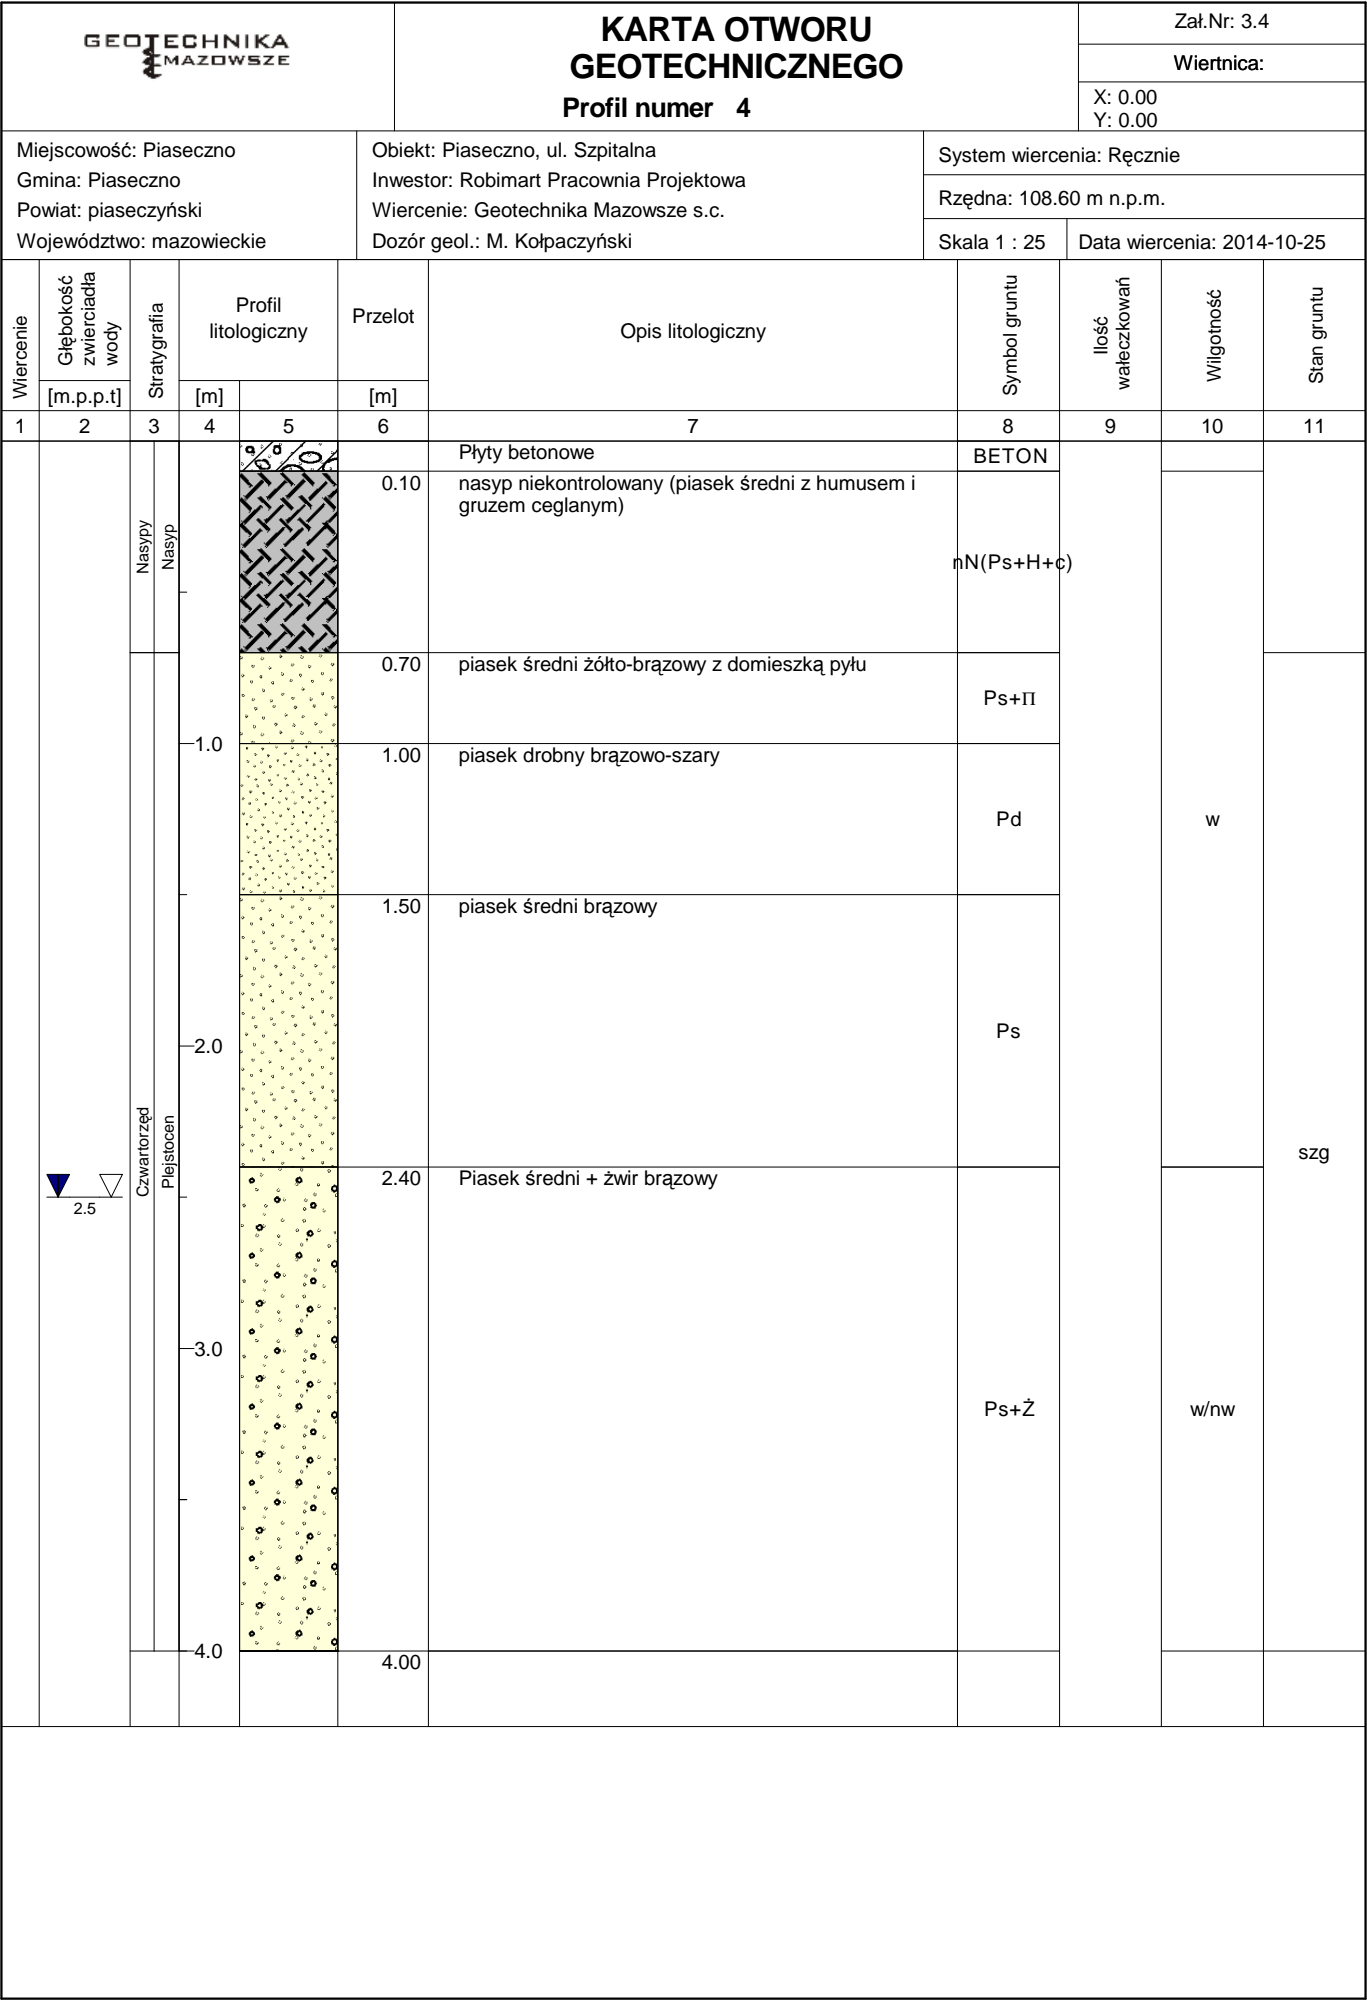 GEOTECHNIKA
MAZOWSZE
KARTA OTWORU
GEOTECHNICZNEGO
Profil numer 4
Zał.Nr: 3.4
Wiertnica:
X: 0.00
Y: 0.00
Miejscowość: Piaseczno
Gmina: Piaseczno
Powiat: piaseczyński
Województwo: mazowieckie
Obiekt: Piaseczno, ul. Szpitalna
Inwestor: Robimart Pracownia Projektowa
Wiercenie: Geotechnika Mazowsze s.c.
Dozór geol.: M. Kołpaczyński
System wiercenia: Ręcznie
Rzędna: 108.60 m n.p.m.
Skala 1 : 25
Data wiercenia: 2014-10-25
Wiercenie
Głębokość
zwierciadła
wody
[m.p.p.t]
Stratygrafia
Profil
litologiczny
[m]
Przelot
[m]
Opis litologiczny
Symbol gruntu
Ilość
wałeczkowań
Wilgotność
Stan gruntu
1 2 3 4 5 6 7 8 9 10 11
Płyty betonowe
BETON
0.10
nasyp niekontrolowany (piasek średni z humusem i
gruzem ceglanym)
nN(Ps+H+c)
Nasypy
Nasyp
0.70
piasek średni żółto-brązowy z domieszką pyłu
Ps+Π
1.0
1.00
piasek drobny brązowo-szary
Pd
w
1.50
piasek średni brązowy
Ps
2.0
Czwartorzęd
Plejstocen
szg
2.40
Piasek średni + żwir brązowy
2.5
3.0
Ps+Ż
w/nw
4.0
4.00